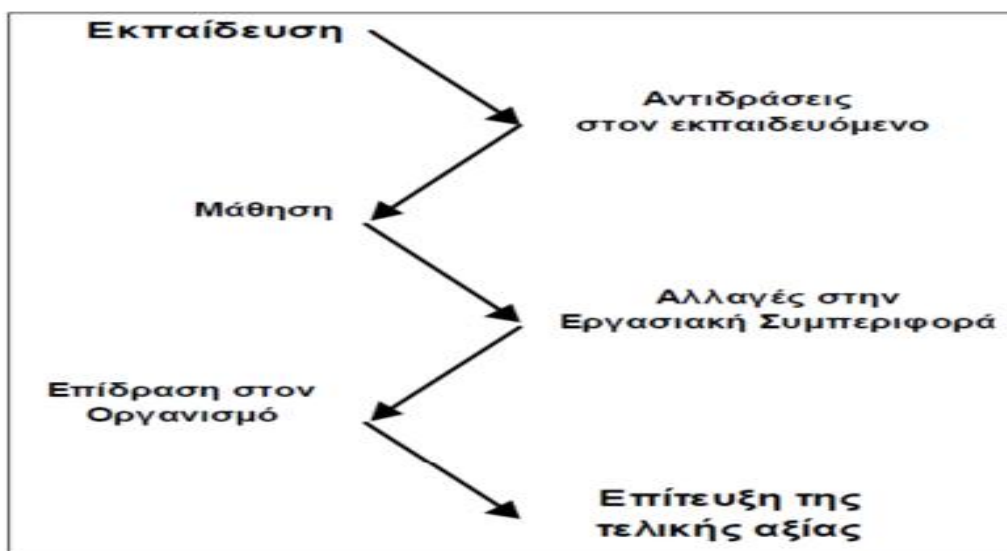 Εκπαίδευση
Αντιδράσεις
στον εκπαιδευόμενο
Μάθηση
Αλλαγές στην
Εργασιακή Συμπεριφορά
Επίδραση στον
Οργανισμό
Επίτευξη της
τελικής αξίας